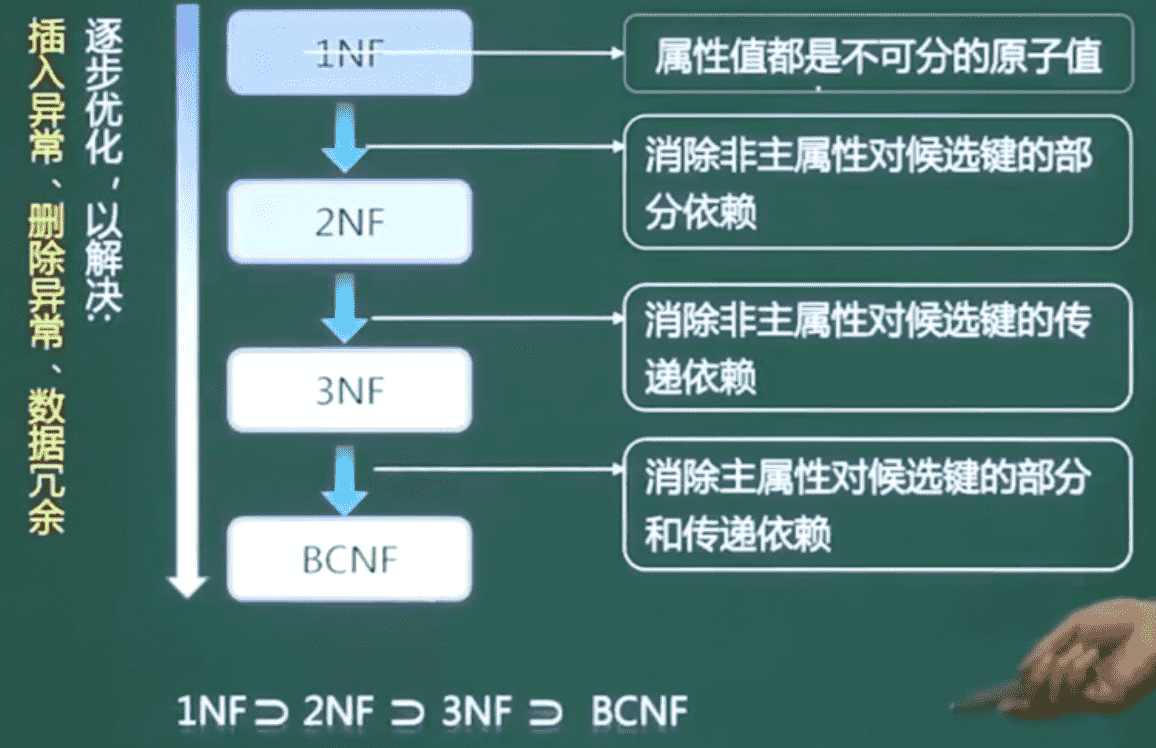 逐步优化，以解决：
插入异常、删除异常、数据冗余
1NF
属性值都是不可分的原子值
消除非主属性对候选键的部
分依赖
2NF
消除非主属性对候选键的传
递依赖
3NF
消除主属性对候选键的部分
和传递依赖
BCNF
1NF⊃ 2NF ⊃ 3NF ⊃ BCNF